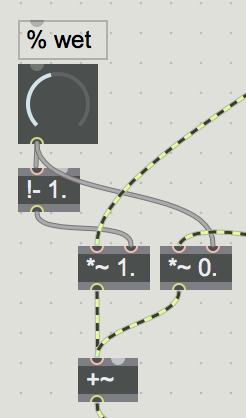 % wet
!- 1.
*~ 1.
*~ 0.
+~